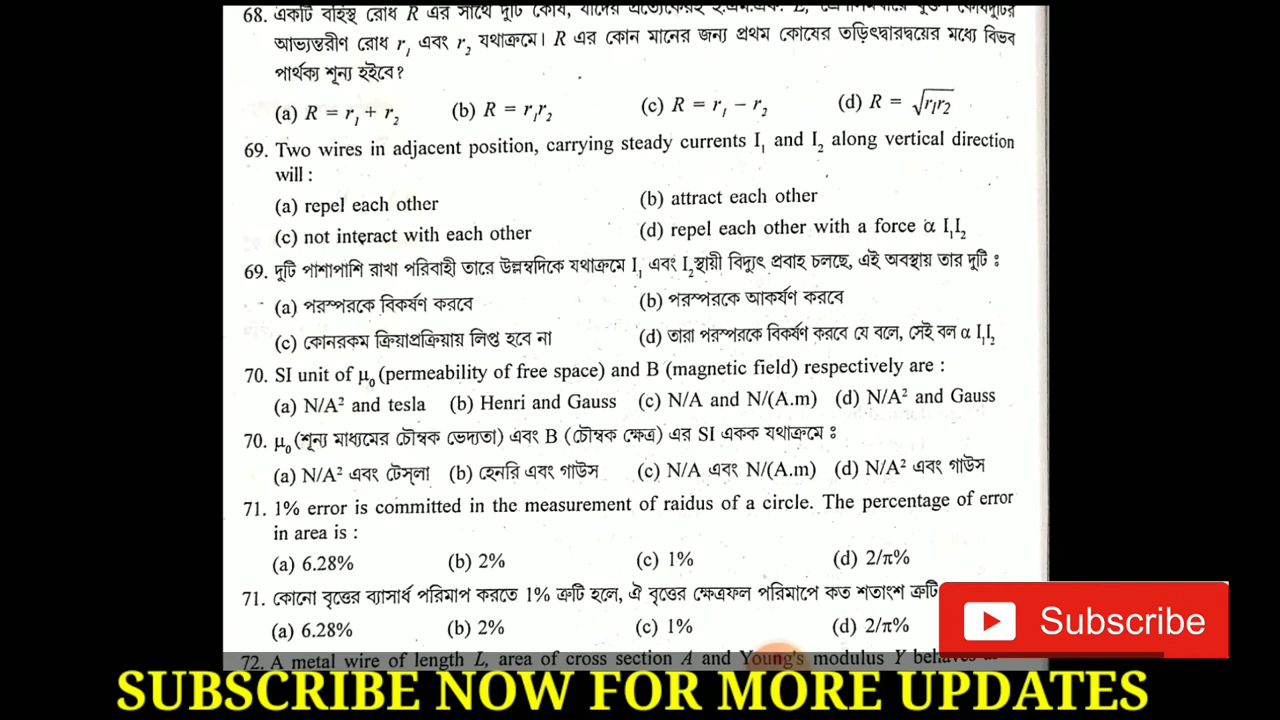 68. একটি বহিস্থ রোধ R এর সাথে দুটি কোষ, যাদের প্রত্যেকেরই ই.এম.এফ. E,
আভ্যন্তরীণ রোধ r₁ এবং r₂ যথাক্রমে। R এর কোন মানের জন্য প্রথম কোষের তড়িৎদ্বারদ্বয়ের মধ্যে বিভব
পার্থক্য শূন্য হইবে?
(a) R = r₁ + r₂ (b) R = r₁r₂ (c) R = r₁ – r₂ (d) R = √r₁r₂
69. Two wires in adjacent position, carrying steady currents I₁ and I₂ along vertical direction
will :
(a) repel each other (b) attract each other
(c) not interact with each other (d) repel each other with a force α I₁I₂
69. দুটি পাশাপাশি রাখা পরিবাহী তারে উল্লম্বদিকে যথাক্রমে I₁ এবং I₂ স্থায়ী বিদ্যুৎ প্রবাহ চলছে, এই অবস্থায় তার দুটি ঃ
(a) পরস্পরকে বিকর্ষণ করবে (b) পরস্পরকে আকর্ষণ করবে
(c) কোনরকম ক্রিয়াপ্রক্রিয়ায় লিপ্ত হবে না (d) তারা পরস্পরকে বিকর্ষণ করবে যে বলে, সেই বল α I₁I₂
70. SI unit of μ₀ (permeability of free space) and B (magnetic field) respectively are :
(a) N/A² and tesla (b) Henri and Gauss (c) N/A and N/(A.m) (d) N/A² and Gauss
70. μ₀ (শূন্য মাধ্যমের চৌম্বক ভেদ্যতা) এবং B (চৌম্বক ক্ষেত্র) এর SI একক যথাক্রমে ঃ
(a) N/A² এবং টেস্‌লা (b) হেনরি এবং গাউস (c) N/A এবং N/(A.m) (d) N/A² এবং গাউস
71. 1% error is committed in the measurement of raidus of a circle. The percentage of error
in area is :
(a) 6.28% (b) 2% (c) 1% (d) 2/π%
71. কোনো বৃত্তের ব্যাসার্ধ পরিমাপ করতে 1% ত্রুটি হলে, ঐ বৃত্তের ক্ষেত্রফল পরিমাপে কত শতাংশ ত্রুটি
(a) 6.28% (b) 2% (c) 1% (d) 2/π%
Subscribe
72. A metal wire of length L, area of cross section A and Young's modulus Y
SUBSCRIBE NOW FOR MORE UPDATES